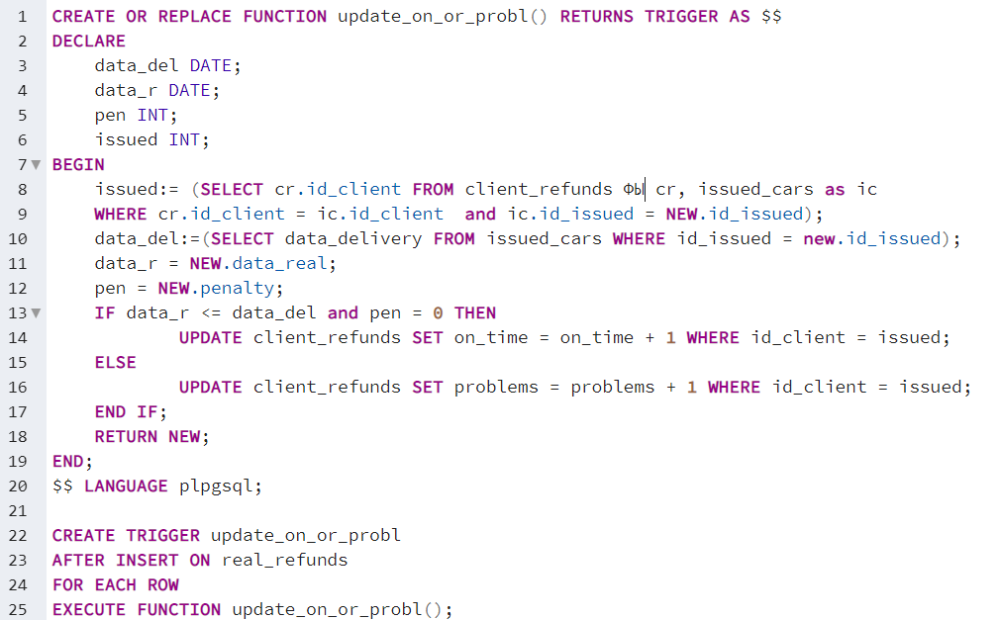 1 CREATE OR REPLACE FUNCTION update_on_or_probl() RETURNS TRIGGER AS $$
2 DECLARE
3 data_del DATE;
4 data_r DATE;
5 pen INT;
6 issued INT;
7 BEGIN
8 issued:= (SELECT cr.id_client FROM client_refunds ФЫ cr, issued_cars as ic
9 WHERE cr.id_client = ic.id_client  and ic.id_issued = NEW.id_issued);
10 data_del:=(SELECT data_delivery FROM issued_cars WHERE id_issued = new.id_issued);
11 data_r = NEW.data_real;
12 pen = NEW.penalty;
13 IF data_r <= data_del and pen = 0 THEN
14 UPDATE client_refunds SET on_time = on_time + 1 WHERE id_client = issued;
15 ELSE
16 UPDATE client_refunds SET problems = problems + 1 WHERE id_client = issued;
17 END IF;
18 RETURN NEW;
19 END;
20 $$ LANGUAGE plpgsql;
21
22 CREATE TRIGGER update_on_or_probl
23 AFTER INSERT ON real_refunds
24 FOR EACH ROW
25 EXECUTE FUNCTION update_on_or_probl();